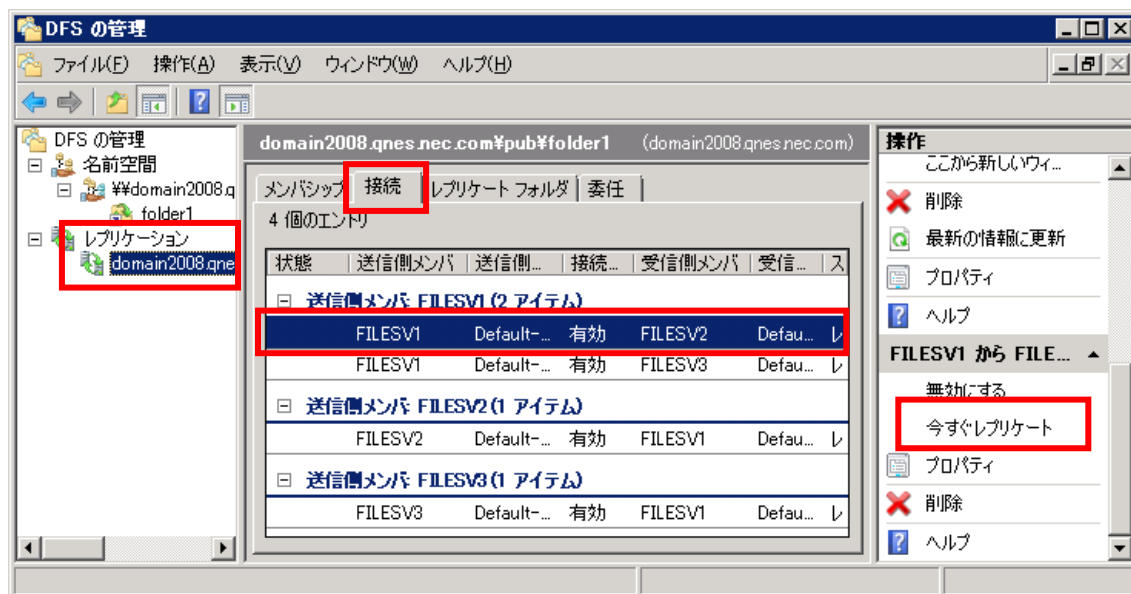 DFS の管理
ファイル(F) 操作(A) 表示(V) ウィンドウ(W) ヘルプ(H)
DFS の管理
名前空間
¥¥domain2008.q
folder1
レプリケーション
domain2008.qne
domain2008.qnes.nec.com¥pub¥folder1 (domain2008.qnes.nec.com)
メンバシップ 接続 レプリケート フォルダ 委任
4 個のエントリ
状態 送信側メンバ 送信側... 接続... 受信側メンバ 受信... ス
送信側メンバ: FILESV1 (2 アイテム)
FILESV1 Default-... 有効 FILESV2 Defau... レ
FILESV1 Default-... 有効 FILESV3 Defau... レ
送信側メンバ: FILESV2 (1 アイテム)
FILESV2 Default-... 有効 FILESV1 Defau... レ
送信側メンバ: FILESV3 (1 アイテム)
FILESV3 Default-... 有効 FILESV1 Defau... レ
操作
ここから新しいウィ...
削除
最新の情報に更新
プロパティ
ヘルプ
FILESV1 から FILE...
無効にする
今すぐレプリケート
プロパティ
削除
ヘルプ